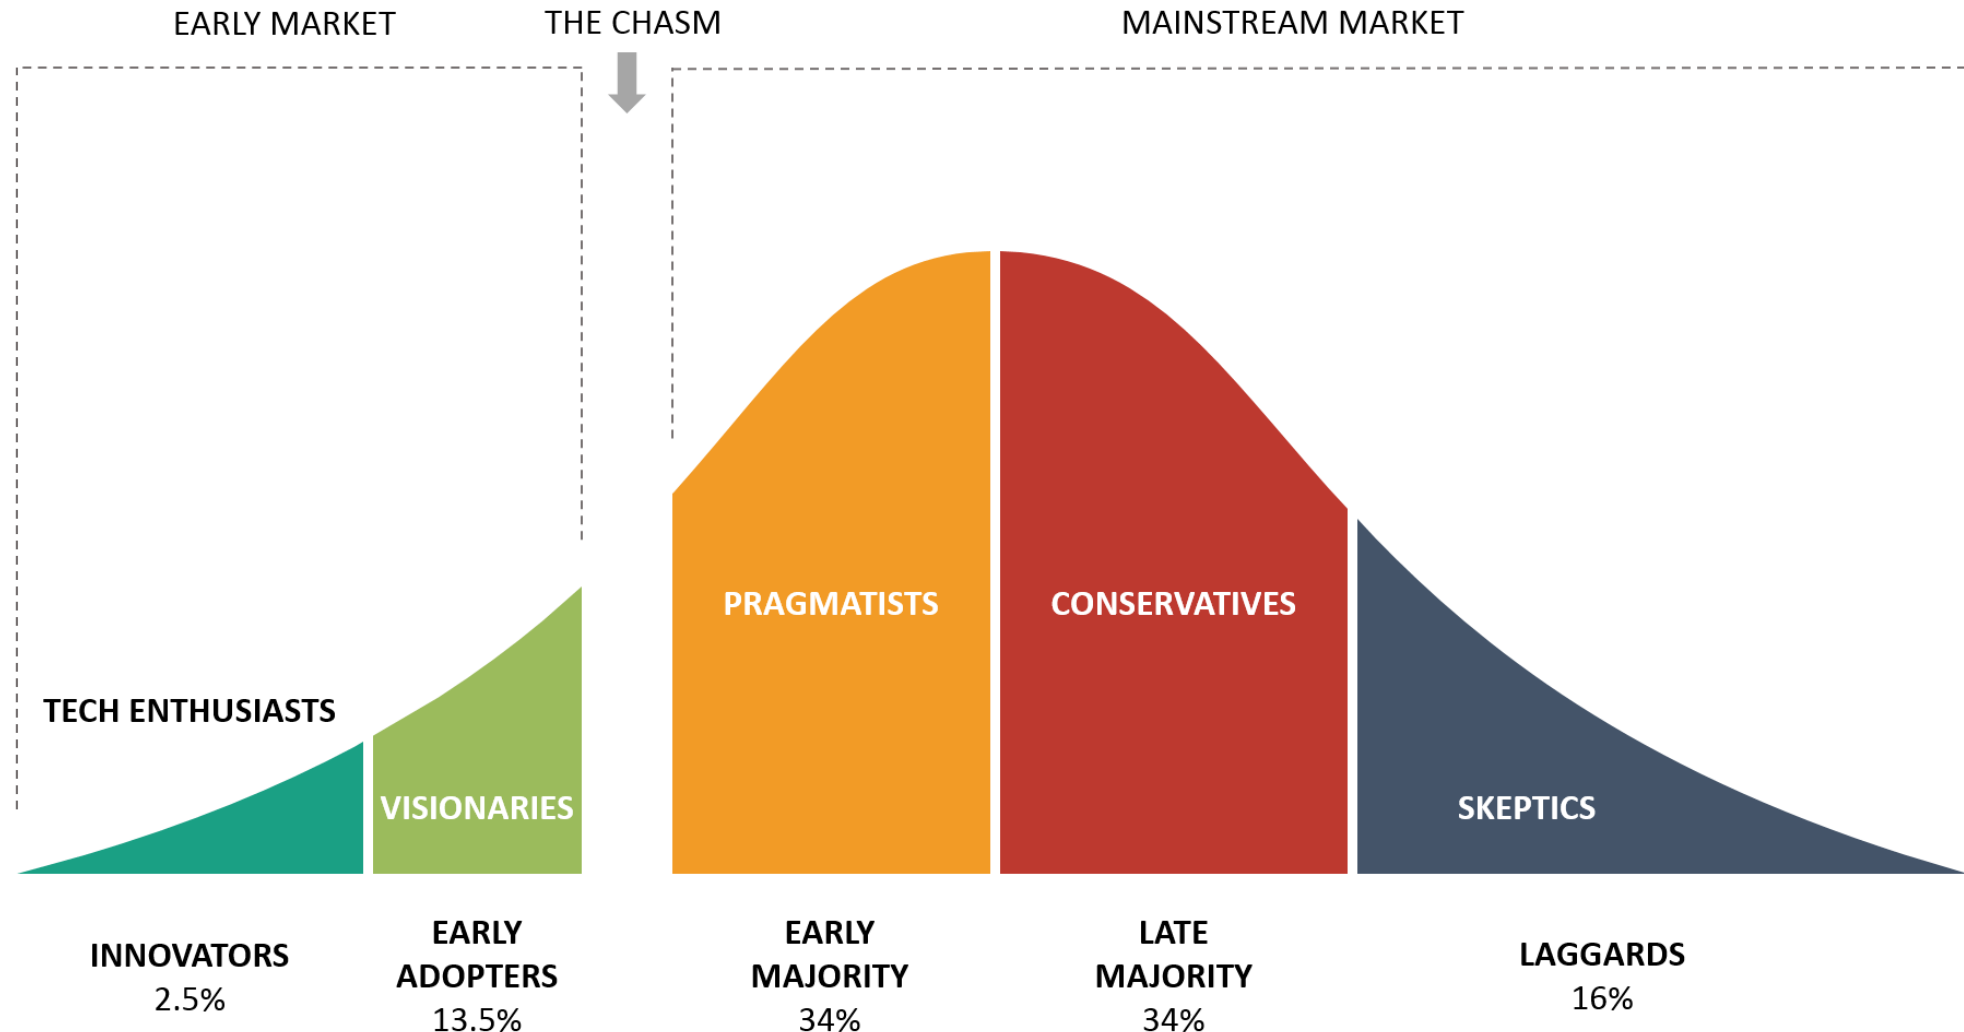 EARLY MARKET
THE CHASM
MAINSTREAM MARKET
TECH ENTHUSIASTS
VISIONARIES
PRAGMATISTS
CONSERVATIVES
SKEPTICS
INNOVATORS
2.5%
EARLY
ADOPTERS
13.5%
EARLY
MAJORITY
34%
LATE
MAJORITY
34%
LAGGARDS
16%